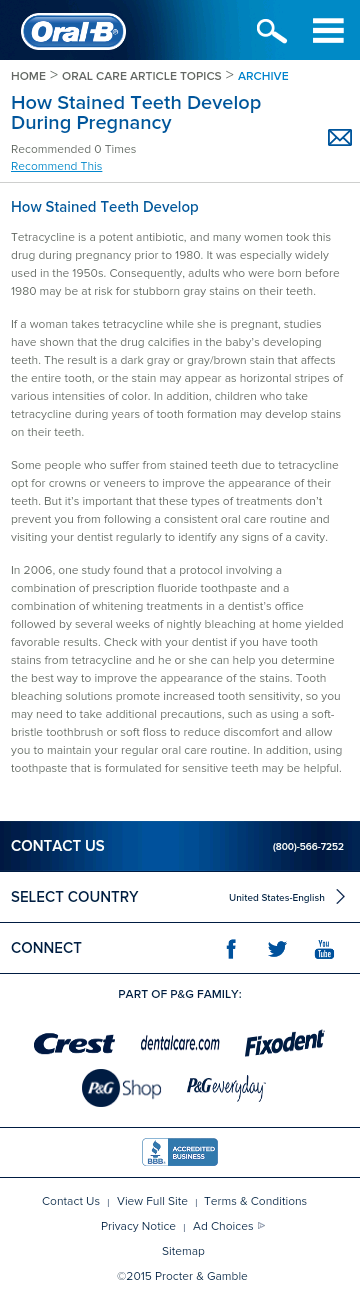 Oral-B
HOME > ORAL CARE ARTICLE TOPICS > ARCHIVE
How Stained Teeth Develop
During Pregnancy
Recommended 0 Times
Recommend This
How Stained Teeth Develop
Tetracycline is a potent antibiotic, and many women took this
drug during pregnancy prior to 1980. It was especially widely
used in the 1950s. Consequently, adults who were born before
1980 may be at risk for stubborn gray stains on their teeth.
If a woman takes tetracycline while she is pregnant, studies
have shown that the drug calcifies in the baby's developing
teeth. The result is a dark gray or gray/brown stain that affects
the entire tooth, or the stain may appear as horizontal stripes of
various intensities of color. In addition, children who take
tetracycline during years of tooth formation may develop stains
on their teeth.
Some people who suffer from stained teeth due to tetracycline
opt for crowns or veneers to improve the appearance of their
teeth. But it's important that these types of treatments don't
prevent you from following a consistent oral care routine and
visiting your dentist regularly to identify any signs of a cavity.
In 2006, one study found that a protocol involving a
combination of prescription fluoride toothpaste and a
combination of whitening treatments in a dentist's office
followed by several weeks of nightly bleaching at home yielded
favorable results. Check with your dentist if you have tooth
stains from tetracycline and he or she can help you determine
the best way to improve the appearance of the stains. Tooth
bleaching solutions promote increased tooth sensitivity, so you
may need to take additional precautions, such as using a soft-
bristle toothbrush or soft floss to reduce discomfort and allow
you to maintain your regular oral care routine. In addition, using
toothpaste that is formulated for sensitive teeth may be helpful.
CONTACT US (800)-566-7252
SELECT COUNTRY United States-English
CONNECT f You Tube
PART OF P&G FAMILY:
Crest dentalcare.com Fixodent
P&G Shop P&G everyday
BBB. ACCREDITED BUSINESS
Contact Us | View Full Site | Terms & Conditions
Privacy Notice | Ad Choices
Sitemap
©2015 Procter & Gamble